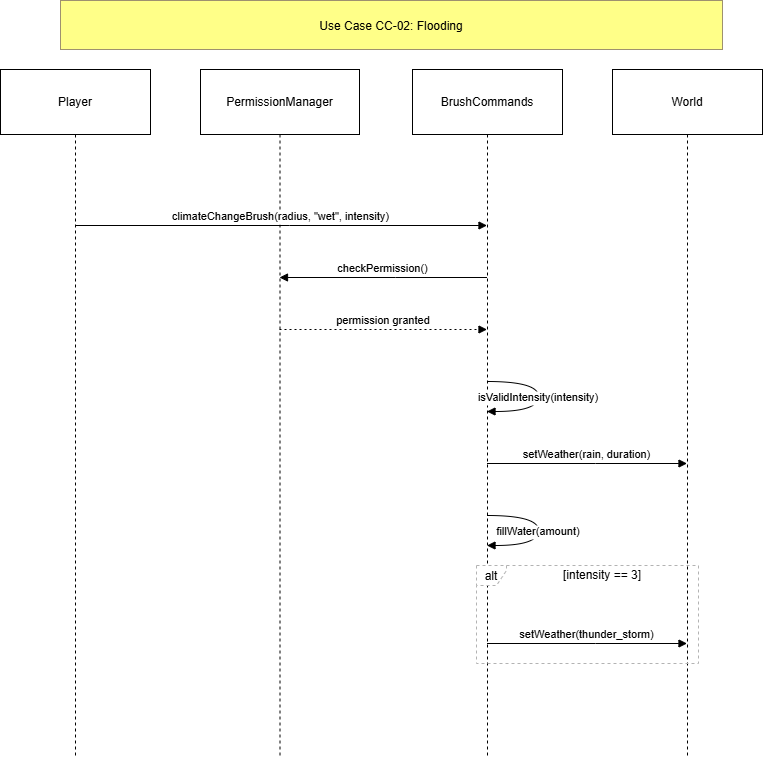 Use Case CC-02: Flooding
Player
PermissionManager
BrushCommands
World
climateChangeBrush(radius, "wet", intensity)
checkPermission()
permission granted
isValidIntensity(intensity)
setWeather(rain, duration)
fillWater(amount)
alt
[intensity == 3]
setWeather(thunder_storm)